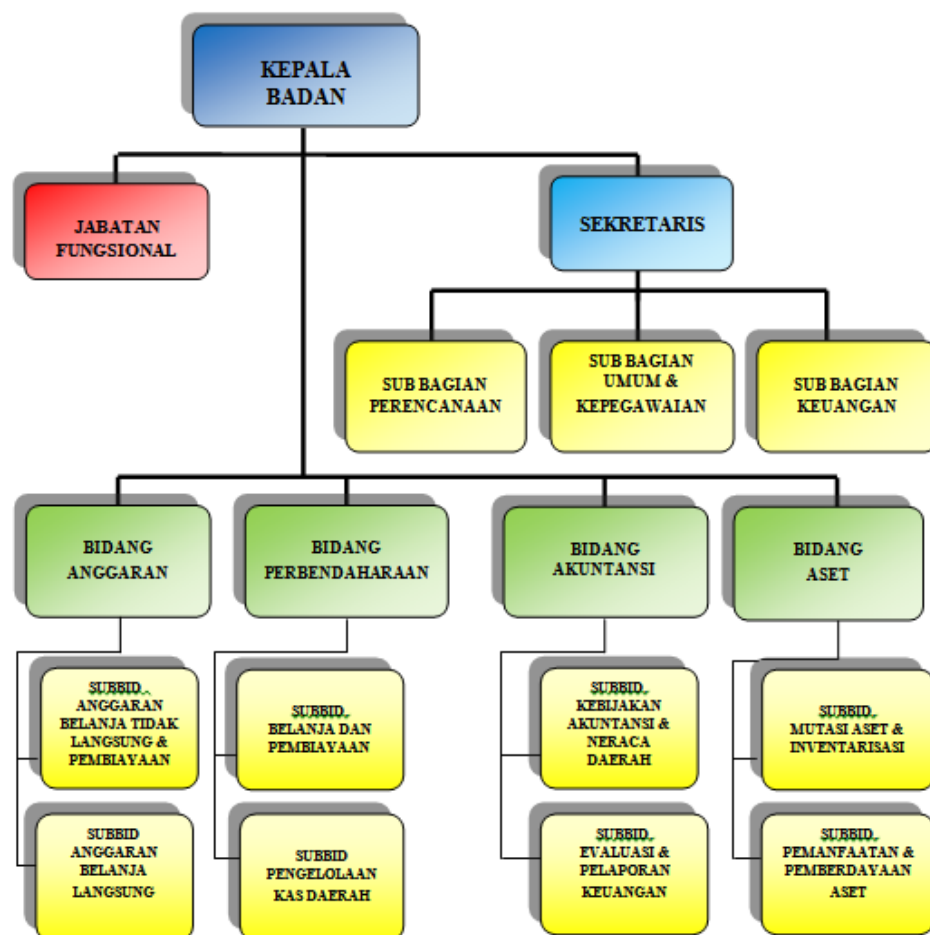 KEPALA
BADAN
JABATAN
FUNGSIONAL
SEKRETARIS
SUB BAGIAN
PERENCANAAN
SUB BAGIAN
UMUM &
KEPEGAWAIAN
SUB BAGIAN
KEUANGAN
BIDANG
ANGGARAN
BIDANG
PERBENDAHARAAN
BIDANG
AKUNTANSI
BIDANG
ASET
SUBBID.
ANGGARAN
BELANJA TIDAK
LANGSUNG &
PEMBIAYAAN
SUBBID.
BELANJA DAN
PEMBIAYAAN
SUBBID.
KEBIJAKAN
AKUNTANSI &
NERACA
DAERAH
SUBBID.
MUTASI ASET &
INVENTARISASI
SUBBID
ANGGARAN
BELANJA
LANGSUNG
SUBBID
PENGELOLAAN
KAS DAERAH
SUBBID.
EVALUASI &
PELAPORAN
KEUANGAN
SUBBID.
PEMANFAATAN &
PEMBERDAYAAN
ASET